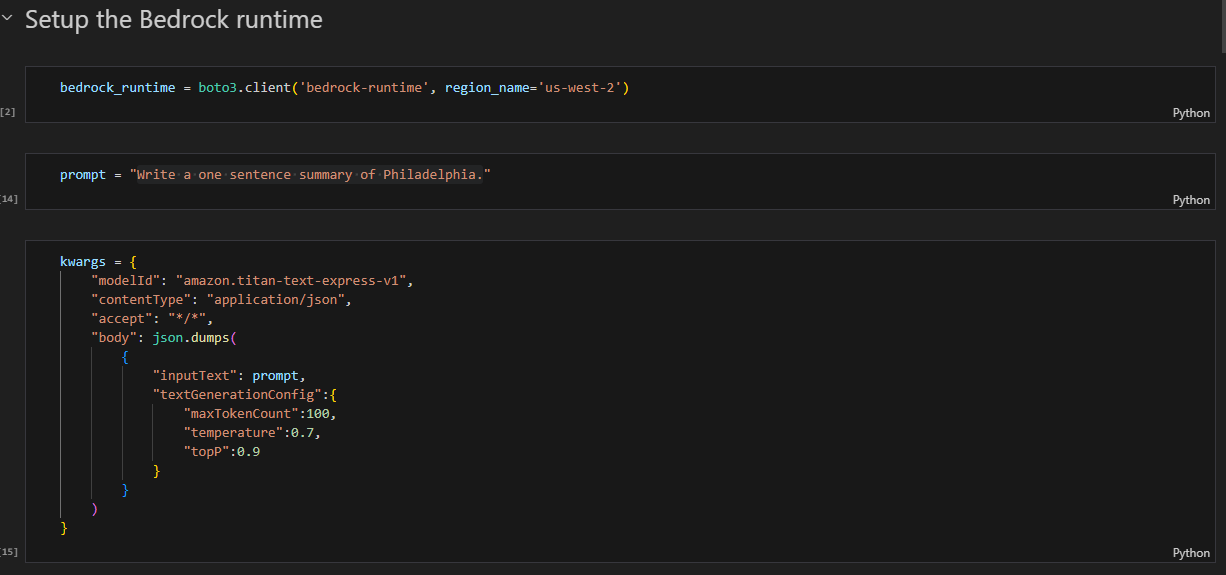 Setup the Bedrock runtime
bedrock_runtime = boto3.client('bedrock-runtime', region_name='us-west-2')
[2]
Python
prompt = "Write a one sentence summary of Philadelphia."
[14]
Python
kwargs = {
    "modelId": "amazon.titan-text-express-v1",
    "contentType": "application/json",
    "accept": "*/*",
    "body": json.dumps(
        {
            "inputText": prompt,
            "textGenerationConfig":{
                "maxTokenCount":100,
                "temperature":0.7,
                "topP":0.9
            }
        }
    )
}
[15]
Python